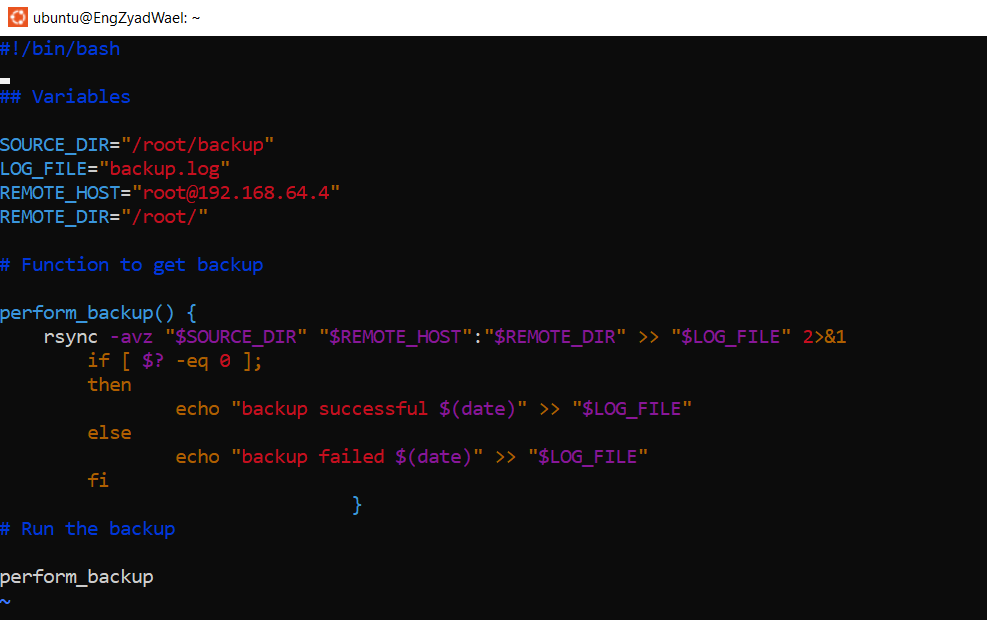 ubuntu@EngZyadWael: ~
#!/bin/bash
## Variables
SOURCE_DIR="/root/backup"
LOG_FILE="backup.log"
REMOTE_HOST="root@192.168.64.4"
REMOTE_DIR="/root/"
# Function to get backup
perform_backup() {
rsync -avz "$SOURCE_DIR" "$REMOTE_HOST":"$REMOTE_DIR" >> "$LOG_FILE" 2>&1
if [ $? -eq 0 ];
then
echo "backup successful $(date)" >> "$LOG_FILE"
else
echo "backup failed $(date)" >> "$LOG_FILE"
fi
}
# Run the backup
perform_backup
~